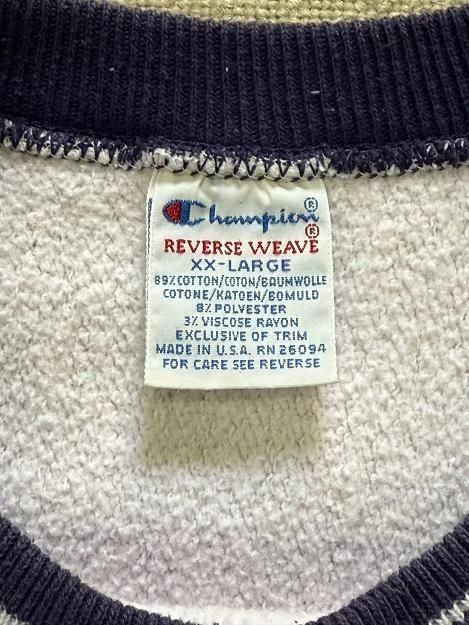 Champion®
REVERSE WEAVE®
XX-LARGE
89% COTTON/COTON/BAUMWOLLE
COTONE/KATOEN/BOMULD
8% POLYESTER
3% VISCOSE RAYON
EXCLUSIVE OF TRIM
MADE IN U.S.A. RN 26094
FOR CARE SEE REVERSE